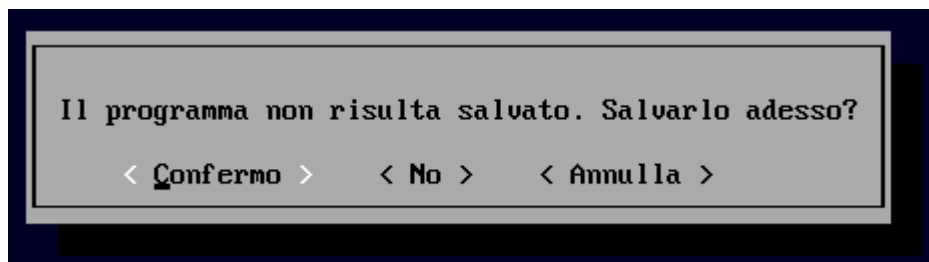 Il programma non risulta salvato. Salvarlo adesso?
< Confermo > < No > < Annulla >